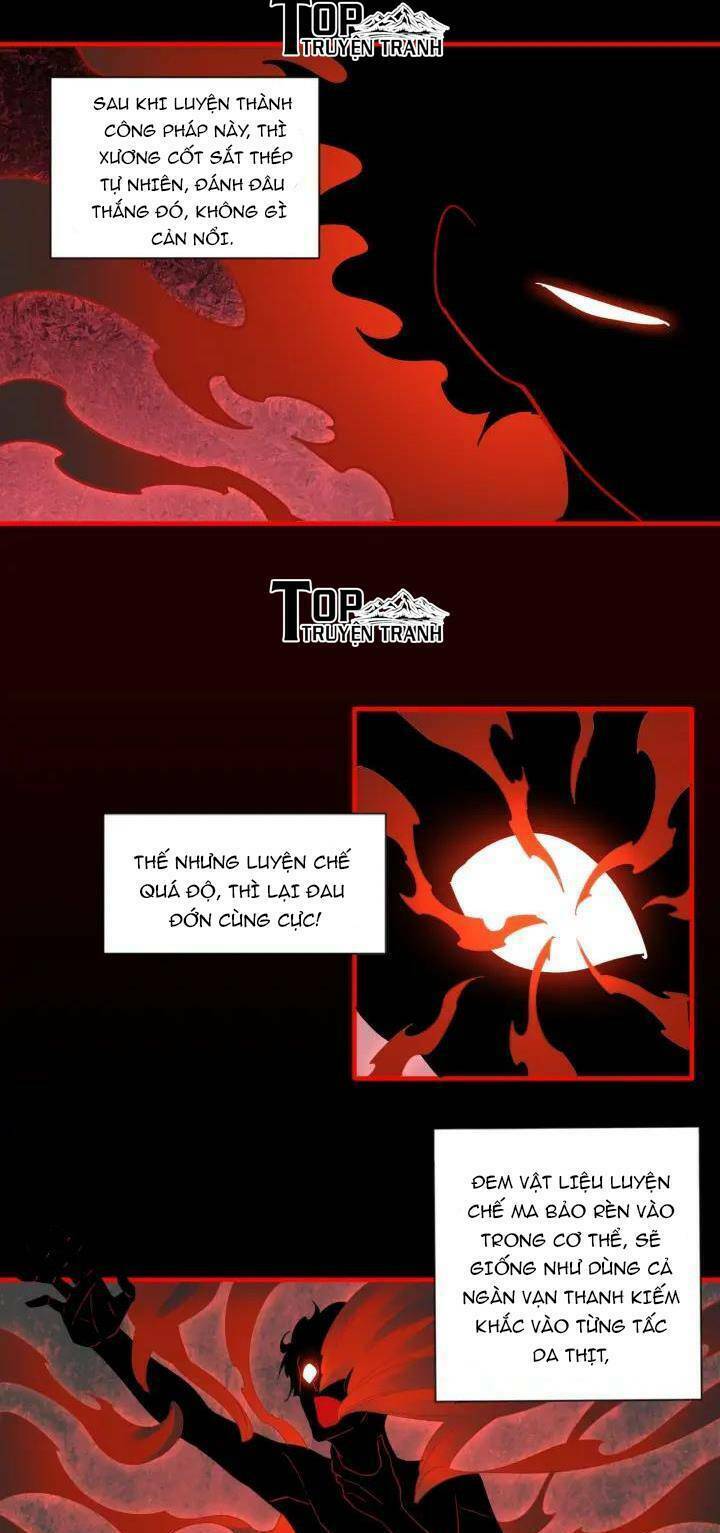 TOP
TRUYỆN TRANH
SAU KHI LUYỆN THÀNH
CÔNG PHÁP NÀY, THÌ
XƯƠNG CỐT SẮT THÉP
TỰ NHIÊN, ĐÁNH ĐÂU
THẮNG ĐÓ, KHÔNG GÌ
CẢN NỔI.
TOP
TRUYỆN TRANH
THẾ NHƯNG LUYỆN CHẾ
QUÁ ĐỘ, THÌ LẠI ĐAU
ĐỚN CÙNG CỰC!
ĐEM VẬT LIỆU LUYỆN
CHẾ MA BẢO RÈN VÀO
TRONG CƠ THỂ, SẼ
GIỐNG NHƯ DÙNG CẢ
NGÀN VẠN THANH KIẾM
KHẮC VÀO TỪNG TẤC
DA THỊT,